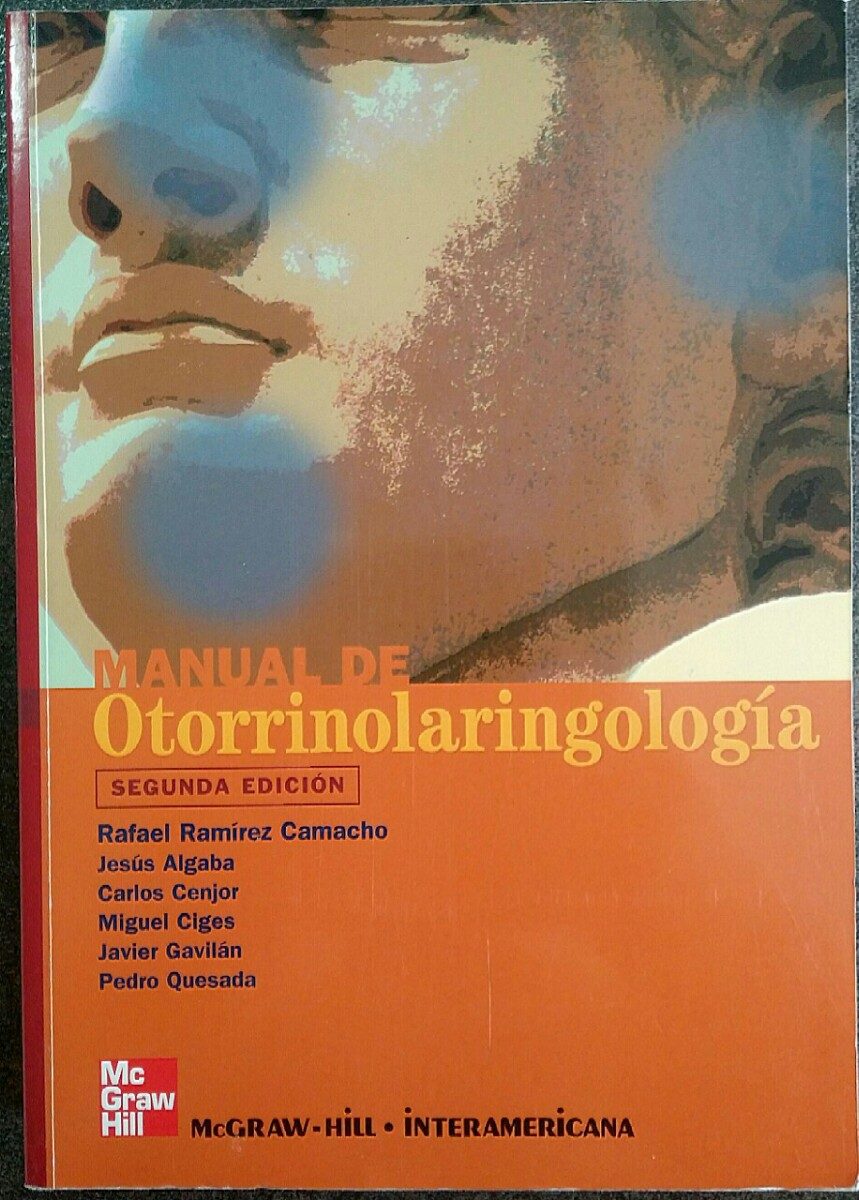 MANUAL DE
Otorrinolaringología
SEGUNDA EDICIÓN
Rafael Ramírez Camacho
Jesús Algaba
Carlos Cenjor
Miguel Ciges
Javier Gavilán
Pedro Quesada
Mc
Graw
Hill
McGRAW-HiLL • iNTERAMERICANA